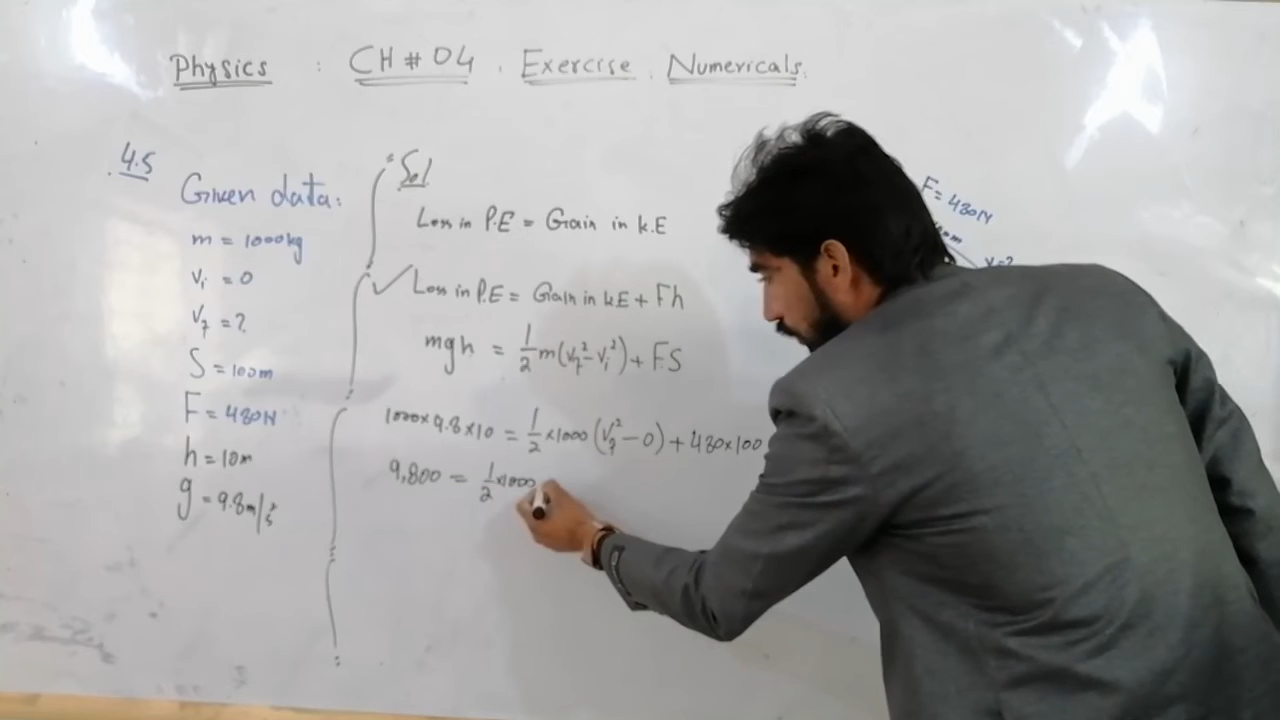 Physics : CH # 04 . Exercise . Numericals.
4.5
Given data:
m = 1000kg
Vi = 0
Vf = ?
S = 100m
F = 480N
h = 10m
g = 9.8m/s²
Sol
Loss in P.E = Gain in k.E
✓ Loss in P.E = Gain in k.E + Fh
mgh = 1/2 m(Vf² - Vi²) + F.S
1000 × 9.8 × 10 = 1/2 × 1000 (Vf² - 0) + 480 × 100
9,800 = 1/2 × 1000
F = 480N
V = ?